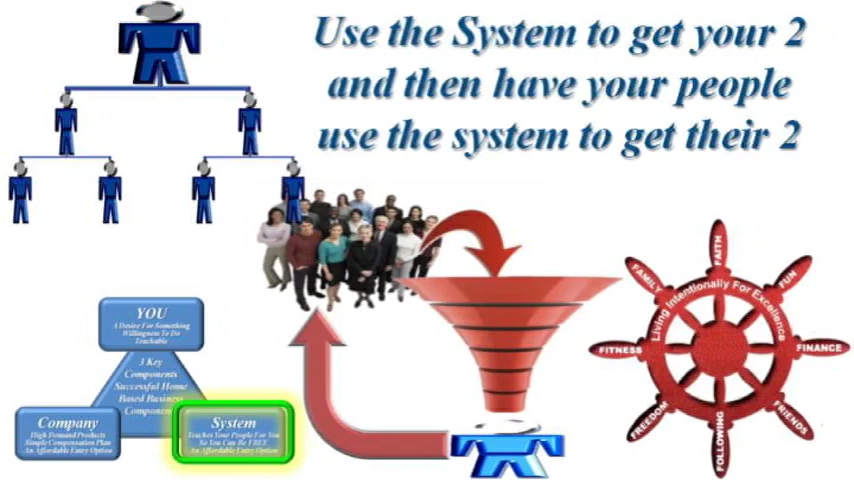 Use the System to get your 2
and then have your people
use the system to get their 2
YOU
A Desire For Something
Willingness To Do
Teachable
3 Key
Components
Successful Home
Based Business
Component
Company
High Demand Products
Simple Compensation Plan
An Affordable Entry Option
System
Teaches Your People For You
So You Can Be FREE
An Affordable Entry Option
Living Intentionally For Excellence
FAITH
FUN
FINANCE
FRIENDS
FOLLOWING
FREEDOM
FITNESS
FAMILY